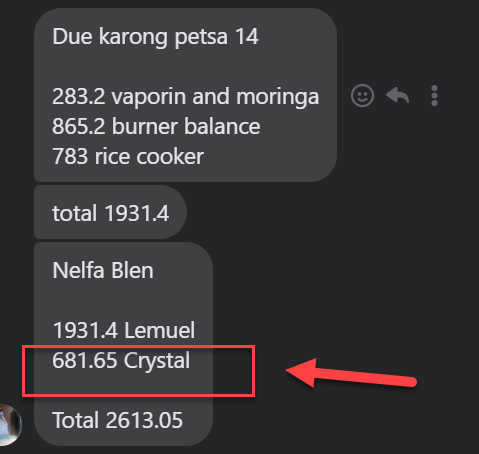 Due karong petsa 14
283.2 vaporin and moringa
865.2 burner balance
783 rice cooker
total 1931.4
Nelfa Blen
1931.4 Lemuel
681.65 Crystal
Total 2613.05